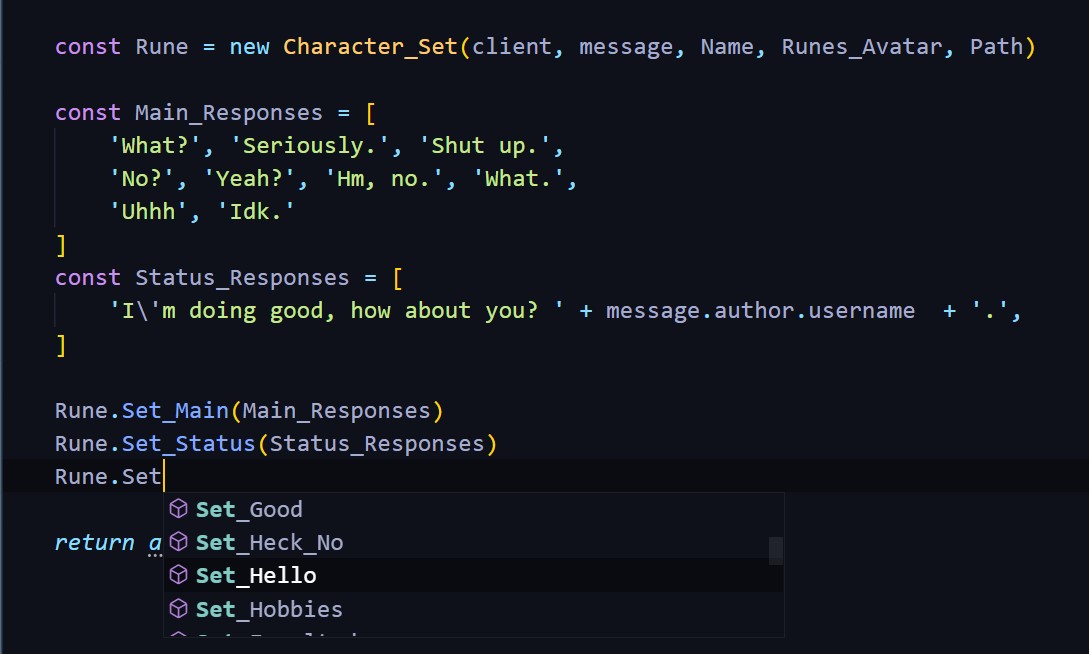 const Rune = new Character_Set(client, message, Name, Runes_Avatar, Path)
const Main_Responses = [
'What?', 'Seriously.', 'Shut up.',
'No?', 'Yeah?', 'Hm, no.', 'What.',
'Uhhh', 'Idk.'
]
const Status_Responses = [
'I\'m doing good, how about you? ' + message.author.username  + '.',
]
Rune.Set_Main(Main_Responses)
Rune.Set_Status(Status_Responses)
Rune.Set
Set_Good
return a
Set_Heck_No
Set_Hello
Set_Hobbies